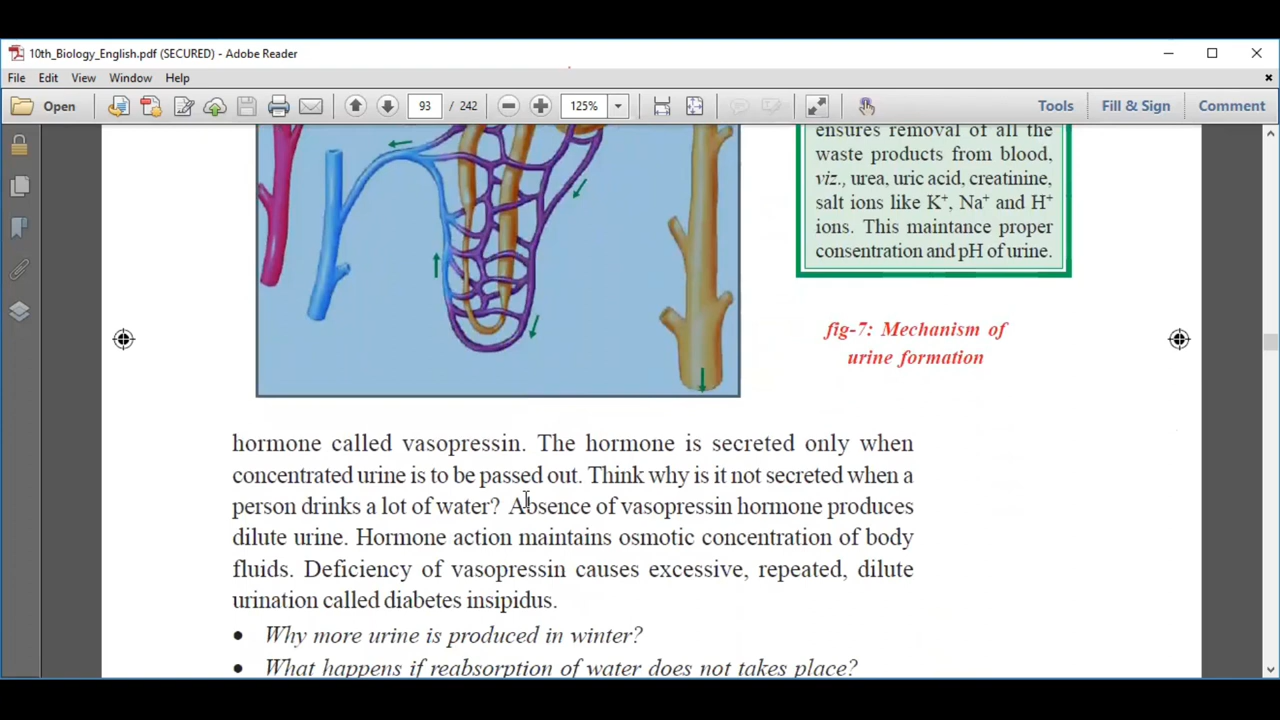 10th_Biology_English.pdf (SECURED) - Adobe Reader
File Edit View Window Help
Open 93 / 242 125% Tools Fill & Sign Comment
ensures removal of all the
waste products from blood,
viz., urea, uric acid, creatinine,
salt ions like K+, Na+ and H+
ions. This maintance proper
consentration and pH of urine.
fig-7: Mechanism of
urine formation
hormone called vasopressin. The hormone is secreted only when
concentrated urine is to be passed out. Think why is it not secreted when a
person drinks a lot of water? Absence of vasopressin hormone produces
dilute urine. Hormone action maintains osmotic concentration of body
fluids. Deficiency of vasopressin causes excessive, repeated, dilute
urination called diabetes insipidus.
• Why more urine is produced in winter?
• What happens if reabsorption of water does not takes place?